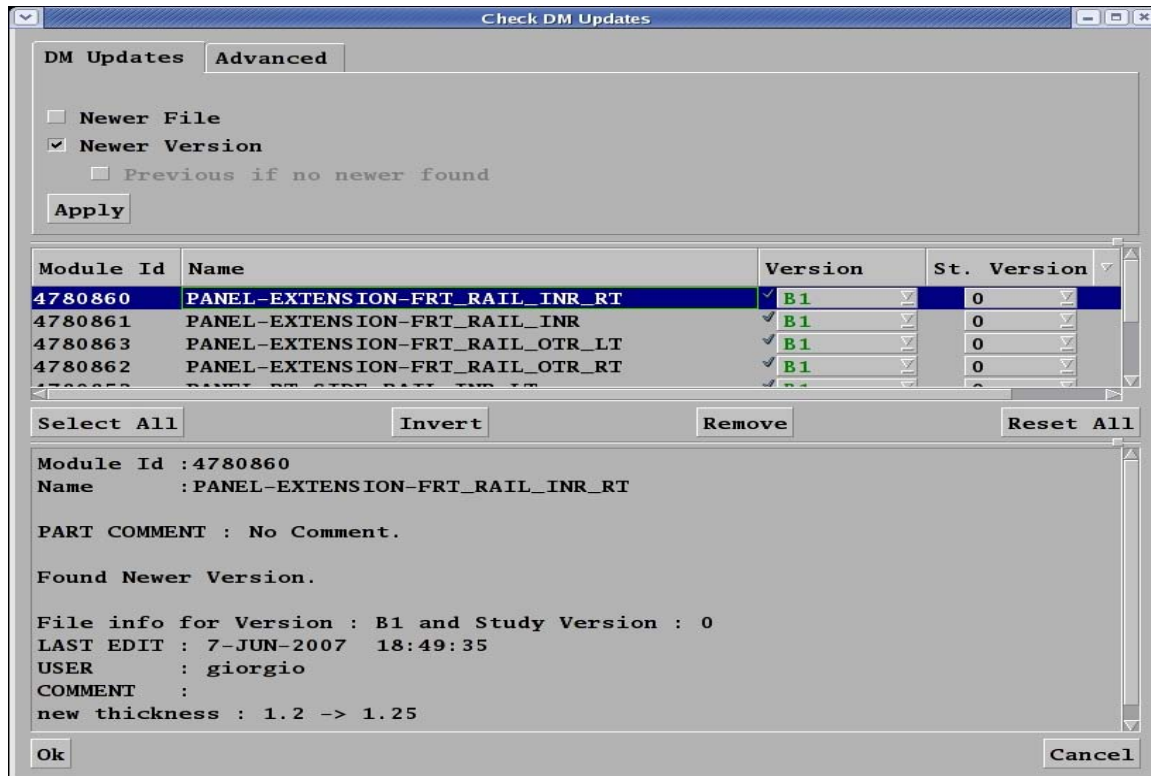 Check DM Updates
DM Updates Advanced
Newer File
Newer Version
Previous if no newer found
Apply
Module Id Name Version St. Version
4780860 PANEL-EXTENSION-FRT_RAIL_INR_RT B1 0
4780861 PANEL-EXTENSION-FRT_RAIL_INR B1 0
4780863 PANEL-EXTENSION-FRT_RAIL_OTR_LT B1 0
4780862 PANEL-EXTENSION-FRT_RAIL_OTR_RT B1 0
Select All Invert Remove Reset All
Module Id :4780860
Name :PANEL-EXTENSION-FRT_RAIL_INR_RT
PART COMMENT : No Comment.
Found Newer Version.
File info for Version : B1 and Study Version : 0
LAST EDIT : 7-JUN-2007 18:49:35
USER : giorgio
COMMENT :
new thickness : 1.2 -> 1.25
Ok Cancel